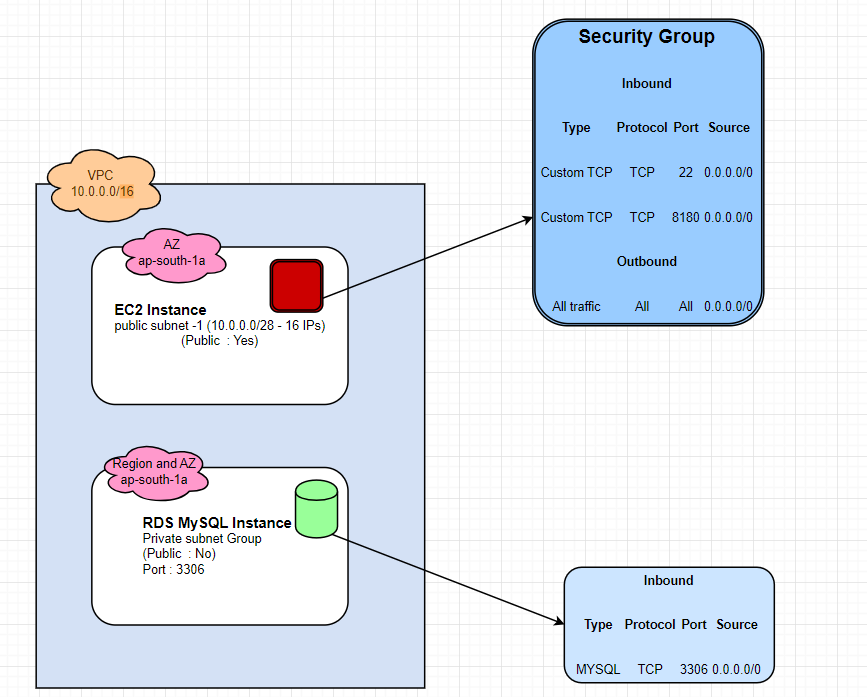 Security Group
Inbound
Type Protocol Port Source
Custom TCP TCP 22 0.0.0.0/0
Custom TCP TCP 8180 0.0.0.0/0
Outbound
All traffic All All 0.0.0.0/0
VPC
10.0.0.0/16
AZ
ap-south-1a
EC2 Instance
public subnet -1 (10.0.0.0/28 - 16 IPs)
(Public : Yes)
Region and AZ
ap-south-1a
RDS MySQL Instance
Private subnet Group
(Public : No)
Port : 3306
Inbound
Type Protocol Port Source
MYSQL TCP 3306 0.0.0.0/0